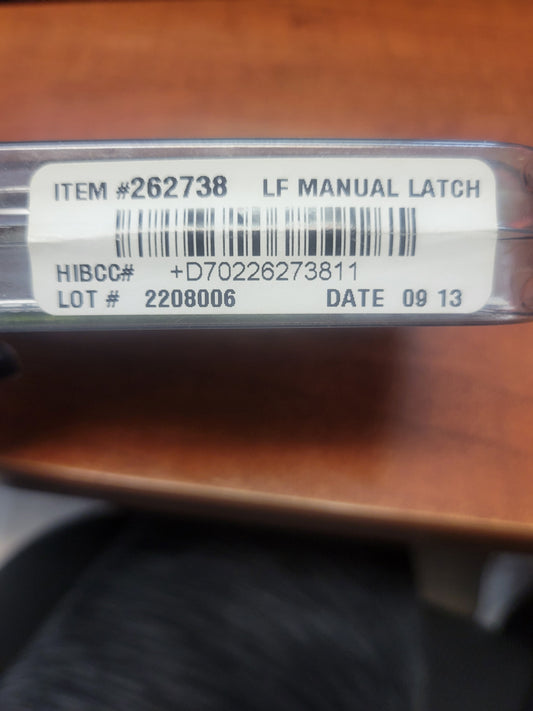 ITEM #262738 LF MANUAL LATCH
HIBCC# +D70226273811
LOT # 2208006 DATE 09 13